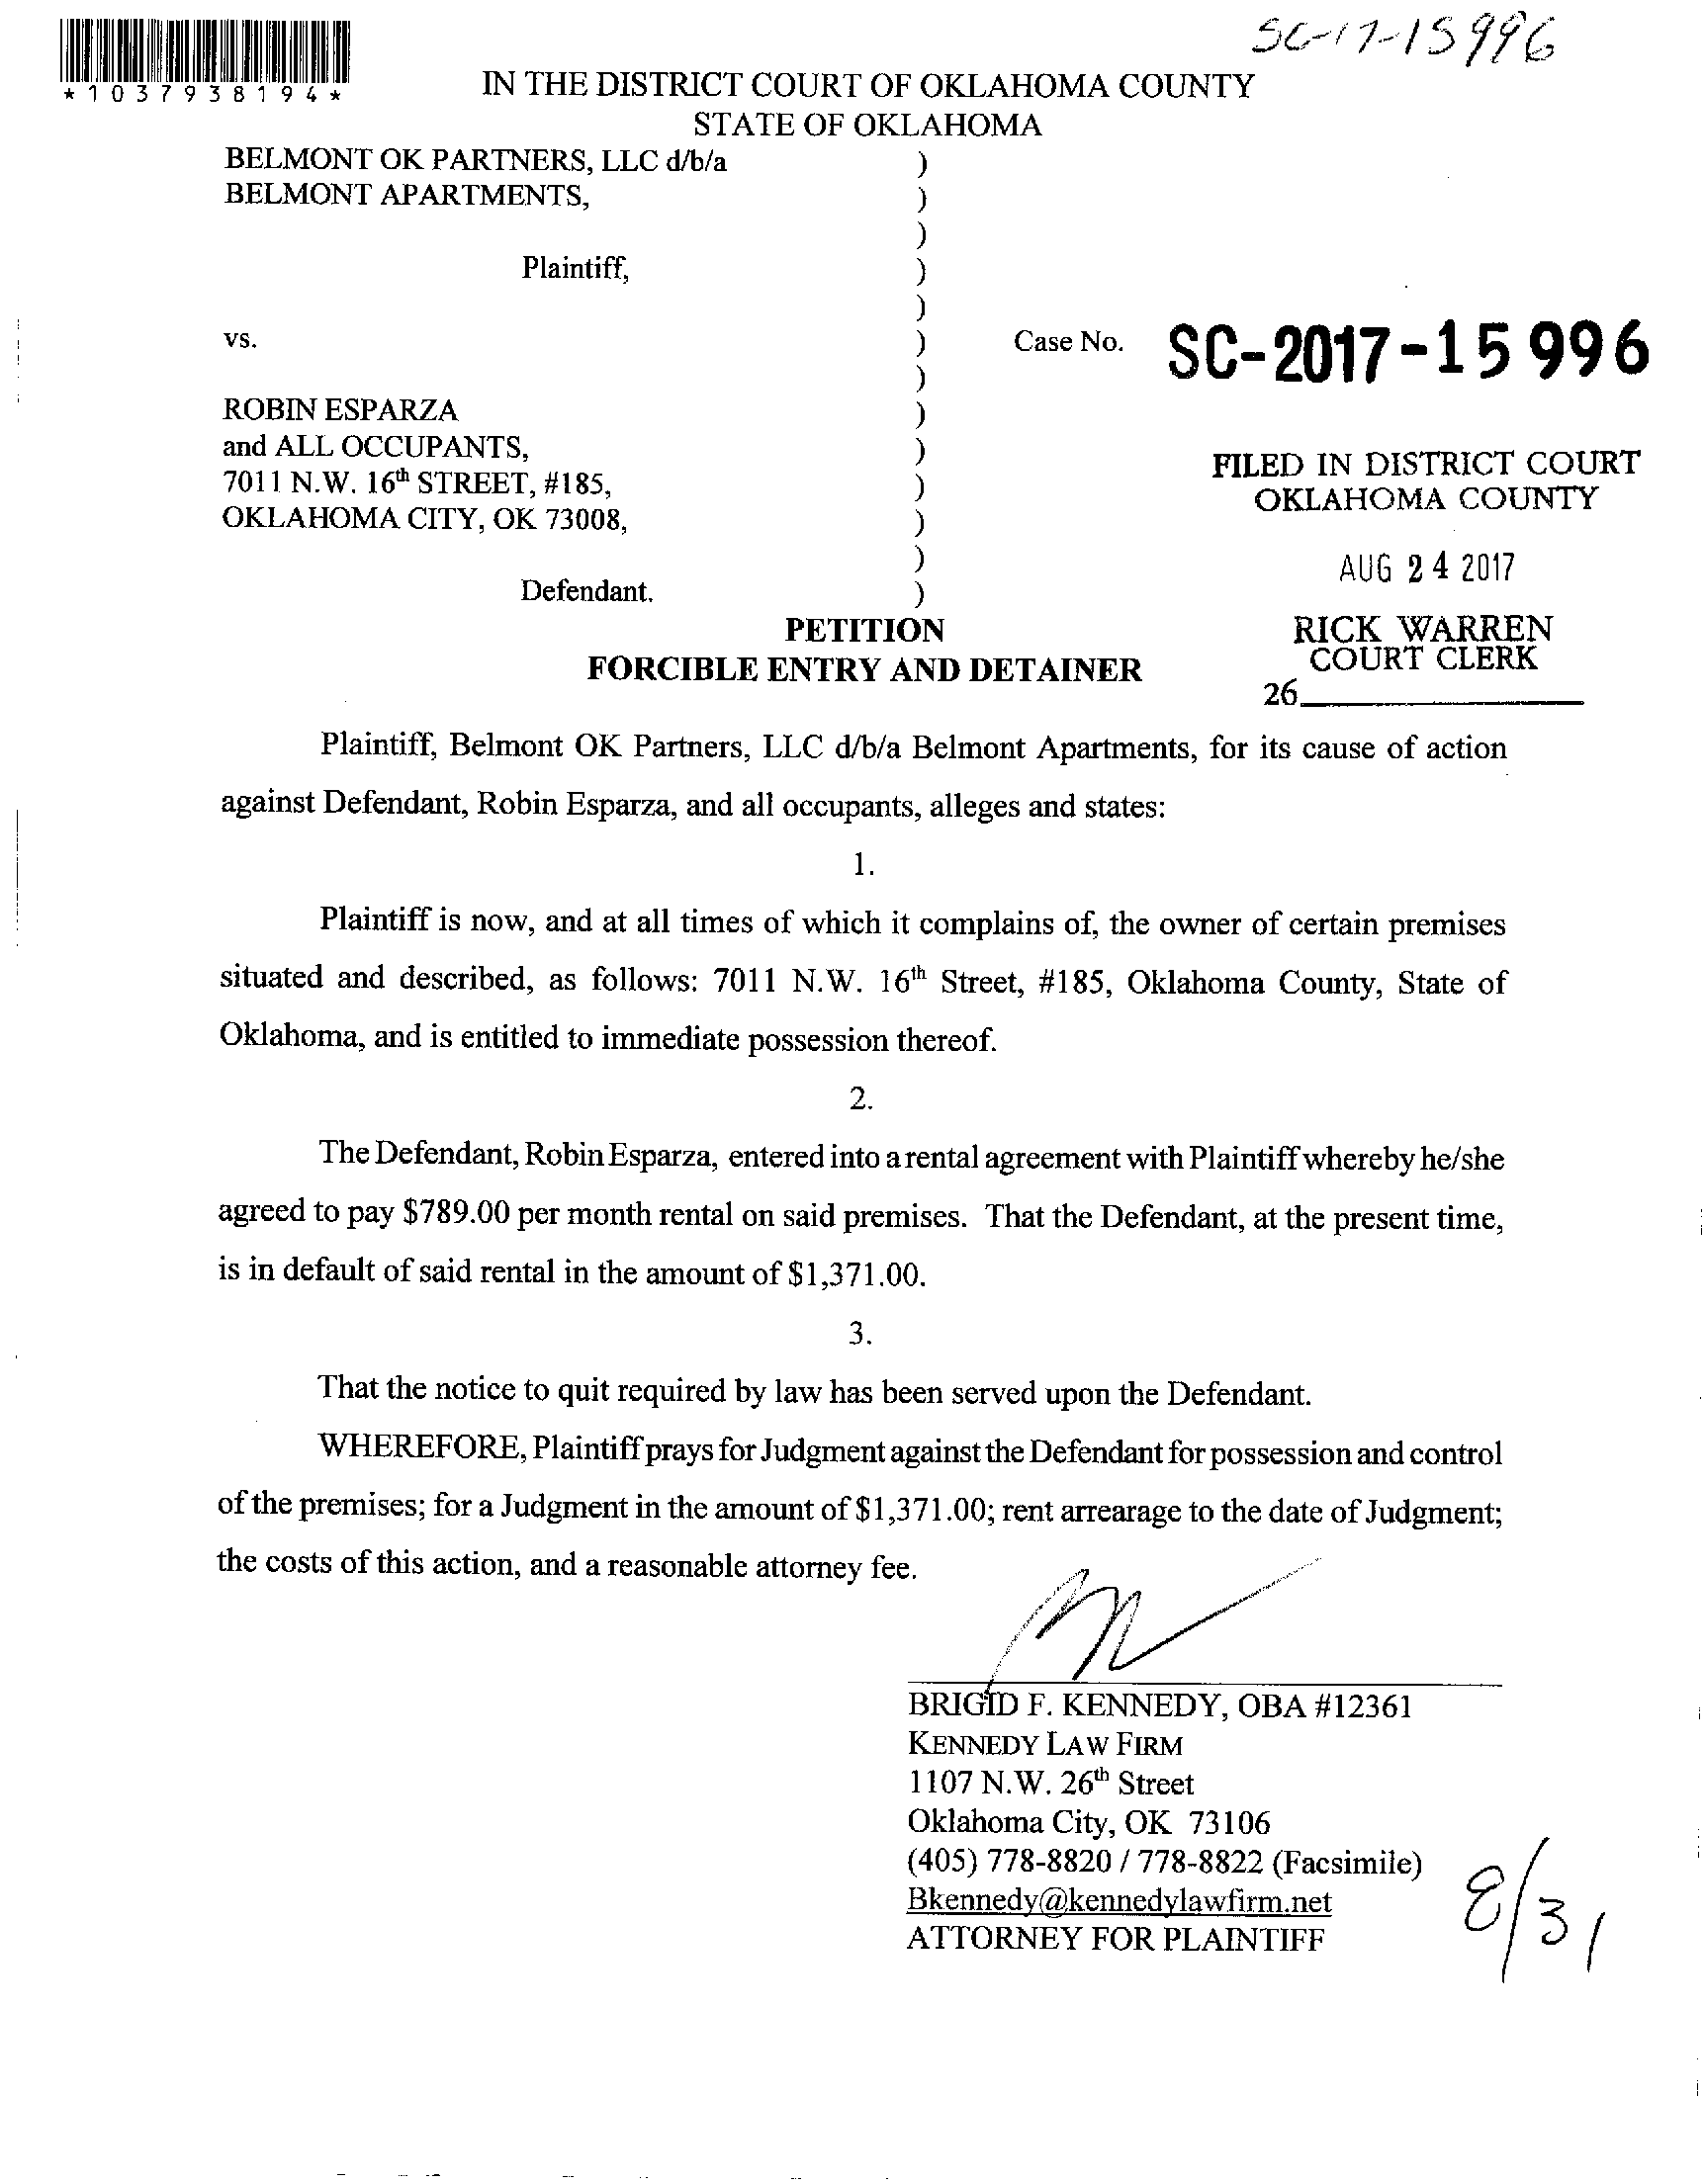 SC-17-15996
*1037938194*
IN THE DISTRICT COURT OF OKLAHOMA COUNTY
STATE OF OKLAHOMA
BELMONT OK PARTNERS, LLC d/b/a )
BELMONT APARTMENTS, )
)
Plaintiff, )
)
vs. ) Case No. SC-2017-15 996
)
ROBIN ESPARZA )
and ALL OCCUPANTS, )
7011 N.W. 16th STREET, #185, )
OKLAHOMA CITY, OK 73008, )
)
Defendant. )
FILED IN DISTRICT COURT
OKLAHOMA COUNTY
AUG 24 2017
RICK WARREN
COURT CLERK
26
PETITION
FORCIBLE ENTRY AND DETAINER
Plaintiff, Belmont OK Partners, LLC d/b/a Belmont Apartments, for its cause of action
against Defendant, Robin Esparza, and all occupants, alleges and states:
1.
Plaintiff is now, and at all times of which it complains of, the owner of certain premises
situated and described, as follows: 7011 N.W. 16th Street, #185, Oklahoma County, State of
Oklahoma, and is entitled to immediate possession thereof.
2.
The Defendant, Robin Esparza, entered into a rental agreement with Plaintiff whereby he/she
agreed to pay $789.00 per month rental on said premises. That the Defendant, at the present time,
is in default of said rental in the amount of $1,371.00.
3.
That the notice to quit required by law has been served upon the Defendant.
WHEREFORE, Plaintiff prays for Judgment against the Defendant for possession and control
of the premises; for a Judgment in the amount of $1,371.00; rent arrearage to the date of Judgment;
the costs of this action, and a reasonable attorney fee.
BRIGID F. KENNEDY, OBA #12361
KENNEDY LAW FIRM
1107 N.W. 26th Street
Oklahoma City, OK 73106
(405) 778-8820 / 778-8822 (Facsimile)
Bkennedy@kennedylawfirm.net
ATTORNEY FOR PLAINTIFF
8/31